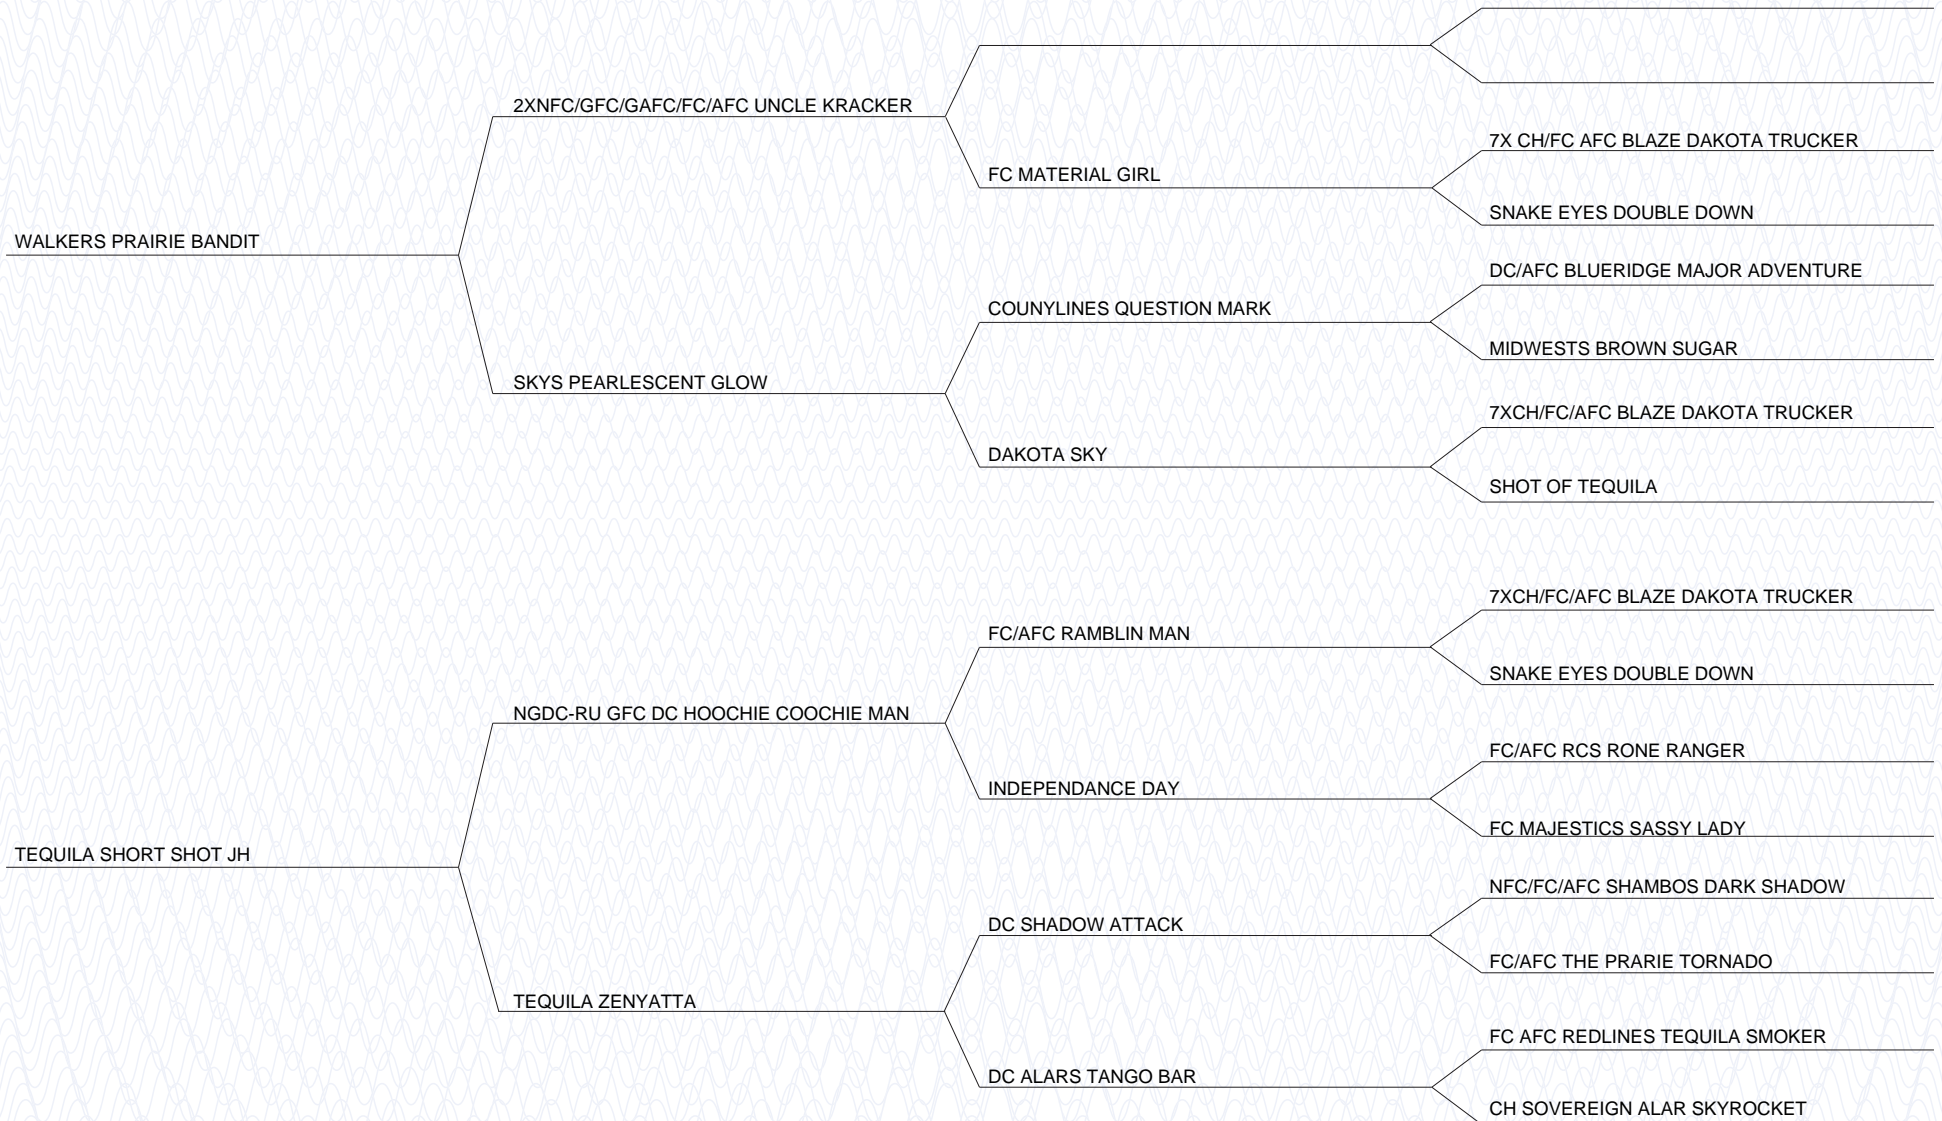 2XNFC/GFC/GAFC/FC/AFC UNCLE KRACKER
7X CH/FC AFC BLAZE DAKOTA TRUCKER
FC MATERIAL GIRL
SNAKE EYES DOUBLE DOWN
WALKERS PRAIRIE BANDIT
DC/AFC BLUERIDGE MAJOR ADVENTURE
COUNYLINES QUESTION MARK
MIDWESTS BROWN SUGAR
SKYS PEARLESCENT GLOW
7XCH/FC/AFC BLAZE DAKOTA TRUCKER
DAKOTA SKY
SHOT OF TEQUILA
7XCH/FC/AFC BLAZE DAKOTA TRUCKER
FC/AFC RAMBLIN MAN
SNAKE EYES DOUBLE DOWN
NGDC-RU GFC DC HOOCHIE COOCHIE MAN
FC/AFC RCS RONE RANGER
INDEPENDANCE DAY
FC MAJESTICS SASSY LADY
TEQUILA SHORT SHOT JH
NFC/FC/AFC SHAMBOS DARK SHADOW
DC SHADOW ATTACK
FC/AFC THE PRARIE TORNADO
TEQUILA ZENYATTA
FC AFC REDLINES TEQUILA SMOKER
DC ALARS TANGO BAR
CH SOVEREIGN ALAR SKYROCKET